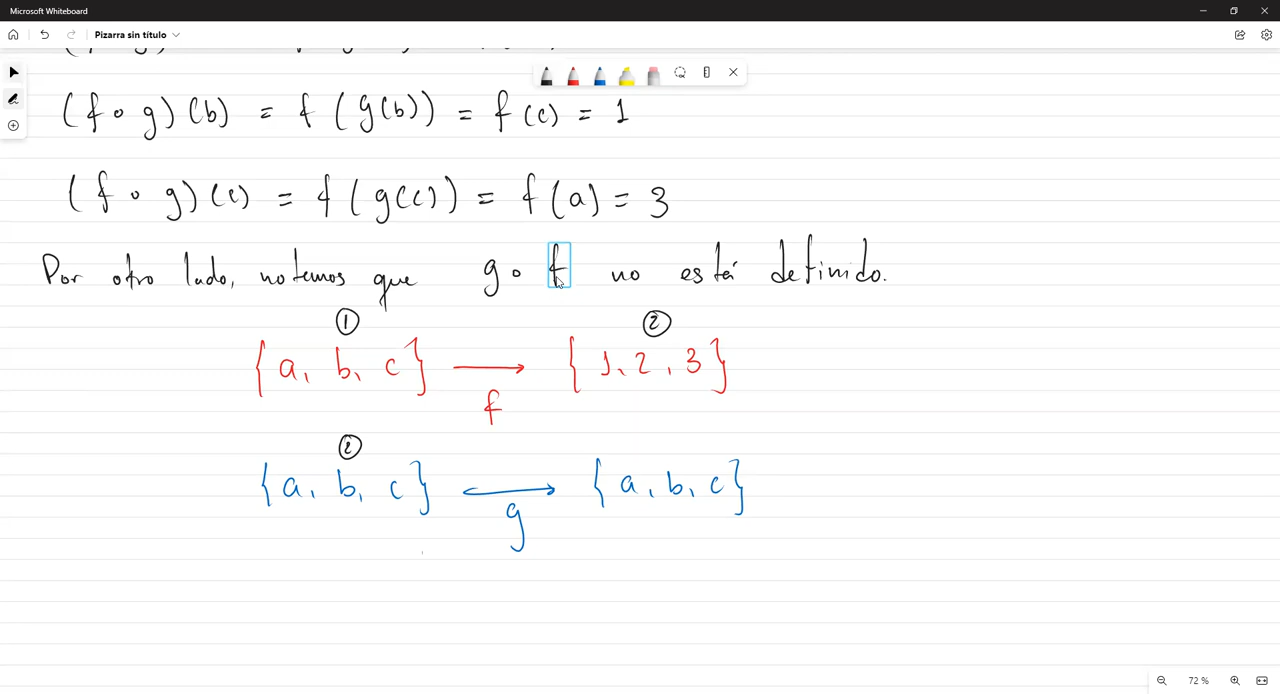 Microsoft Whiteboard
Pizarra sin título
(f ∘ g)(b) = f(g(b)) = f(c) = 1
(f ∘ g)(c) = f(g(c)) = f(a) = 3
Por otro lado, notemos que g ∘ f no está definido.
① ②
{a, b, c} → {1, 2, 3}
f
②
{a, b, c} → {a, b, c}
g
72 %